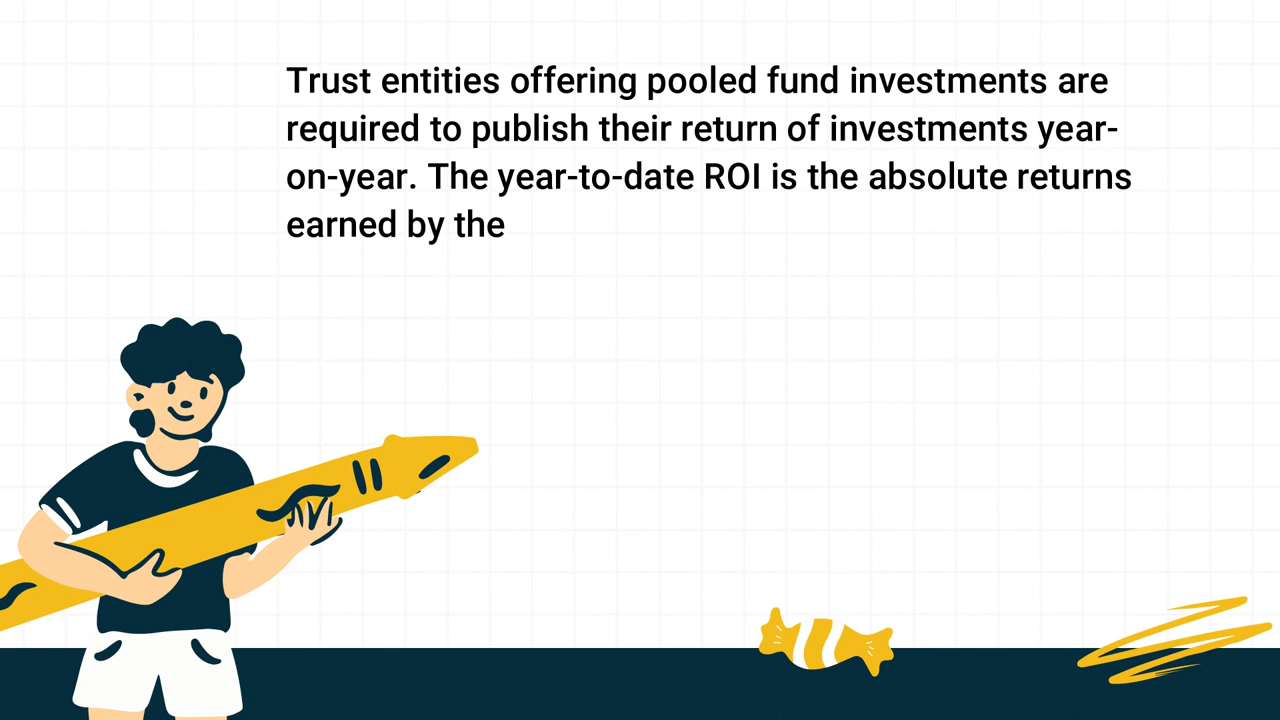 Trust entities offering pooled fund investments are
required to publish their return of investments year-
on-year. The year-to-date ROI is the absolute returns
earned by the